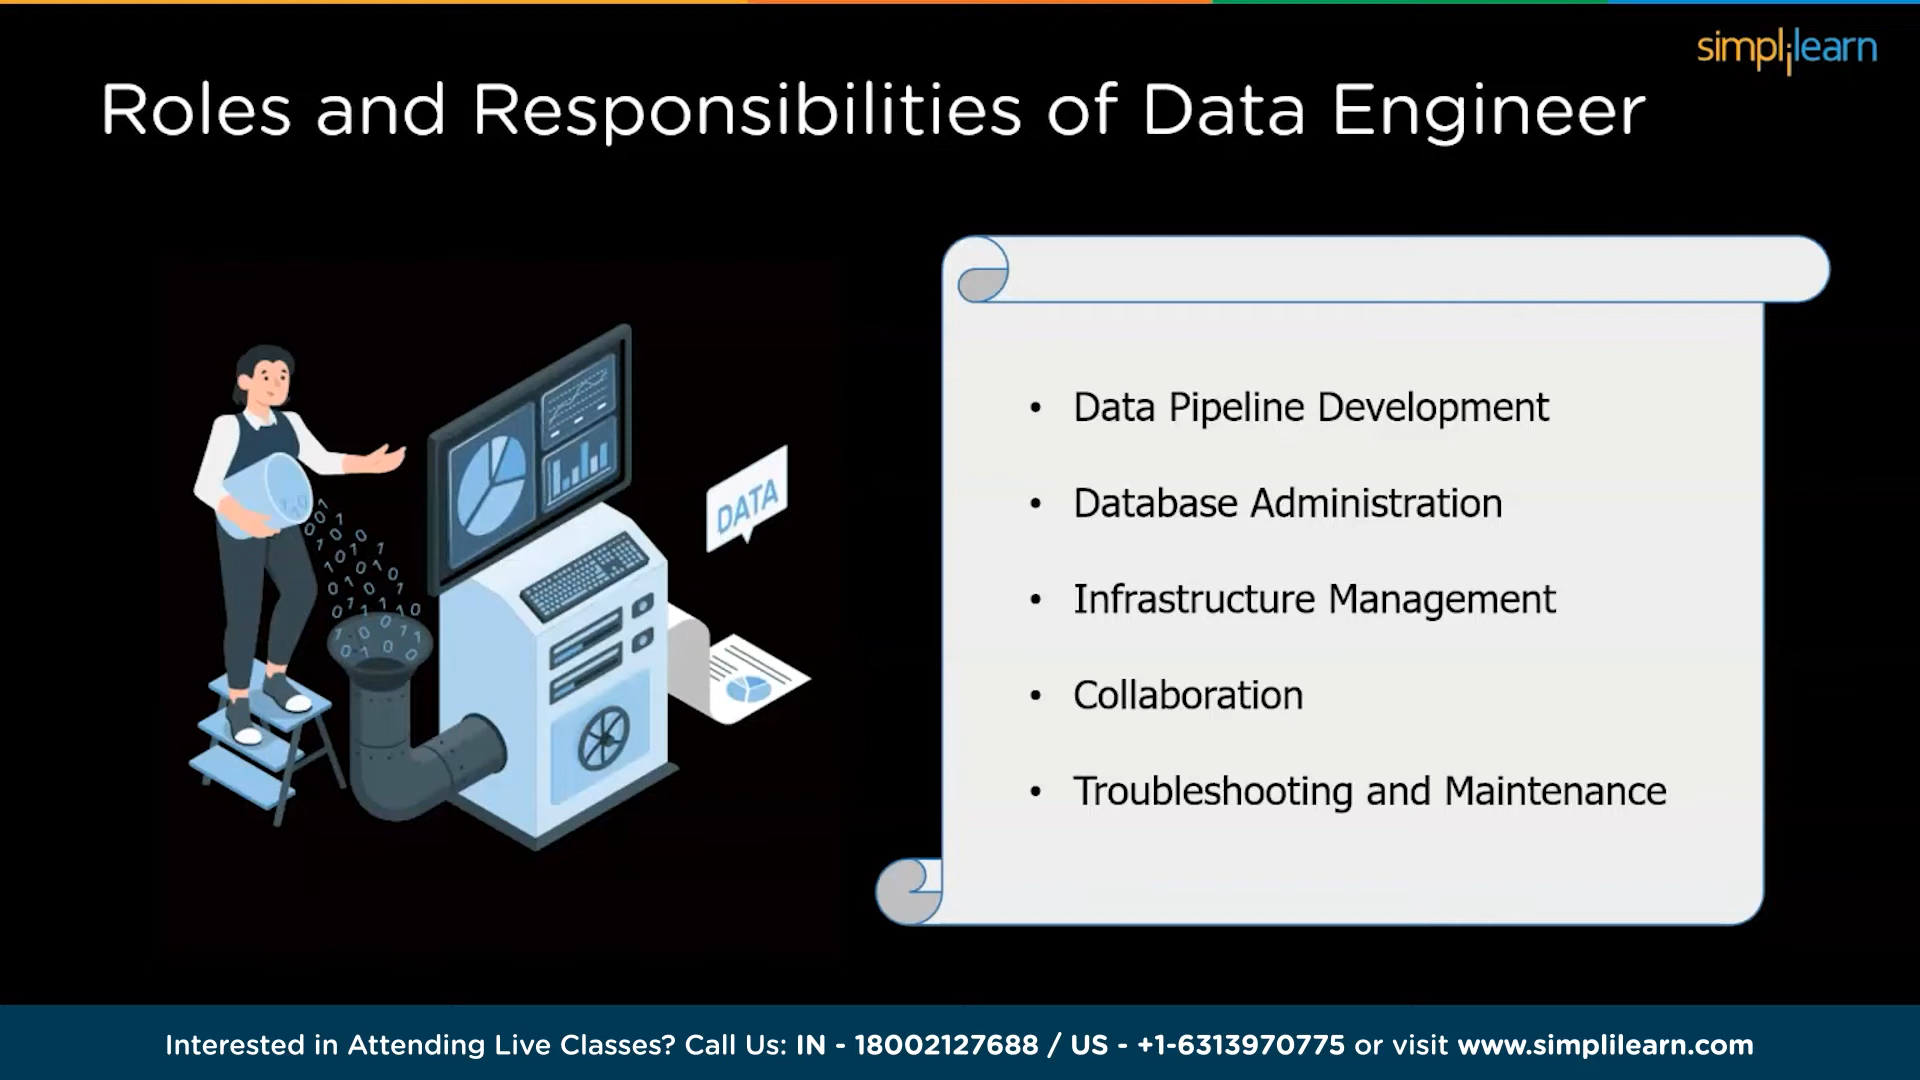 simplilearn
Roles and Responsibilities of Data Engineer
DATA
• Data Pipeline Development
• Database Administration
• Infrastructure Management
• Collaboration
• Troubleshooting and Maintenance
Interested in Attending Live Classes? Call Us: IN - 18002127688 / US - +1-6313970775 or visit www.simplilearn.com